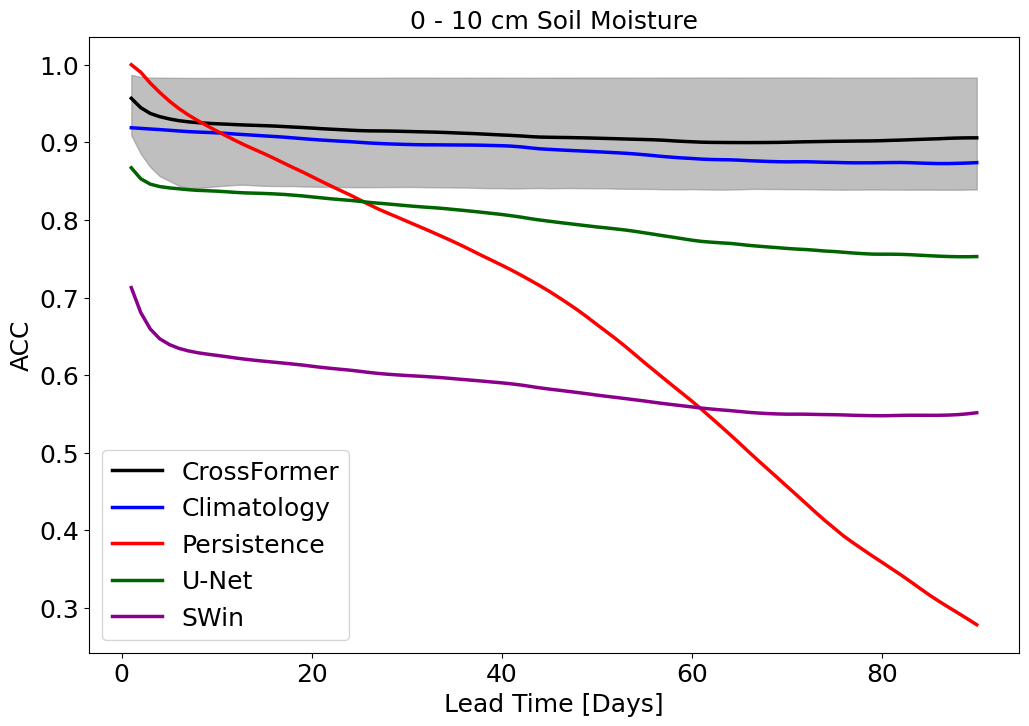 0 - 10 cm Soil Moisture
ACC
1.0
0.9
0.8
0.7
0.6
0.5
0.4
0.3
CrossFormer
Climatology
Persistence
U-Net
SWin
0 20 40 60 80
Lead Time [Days]